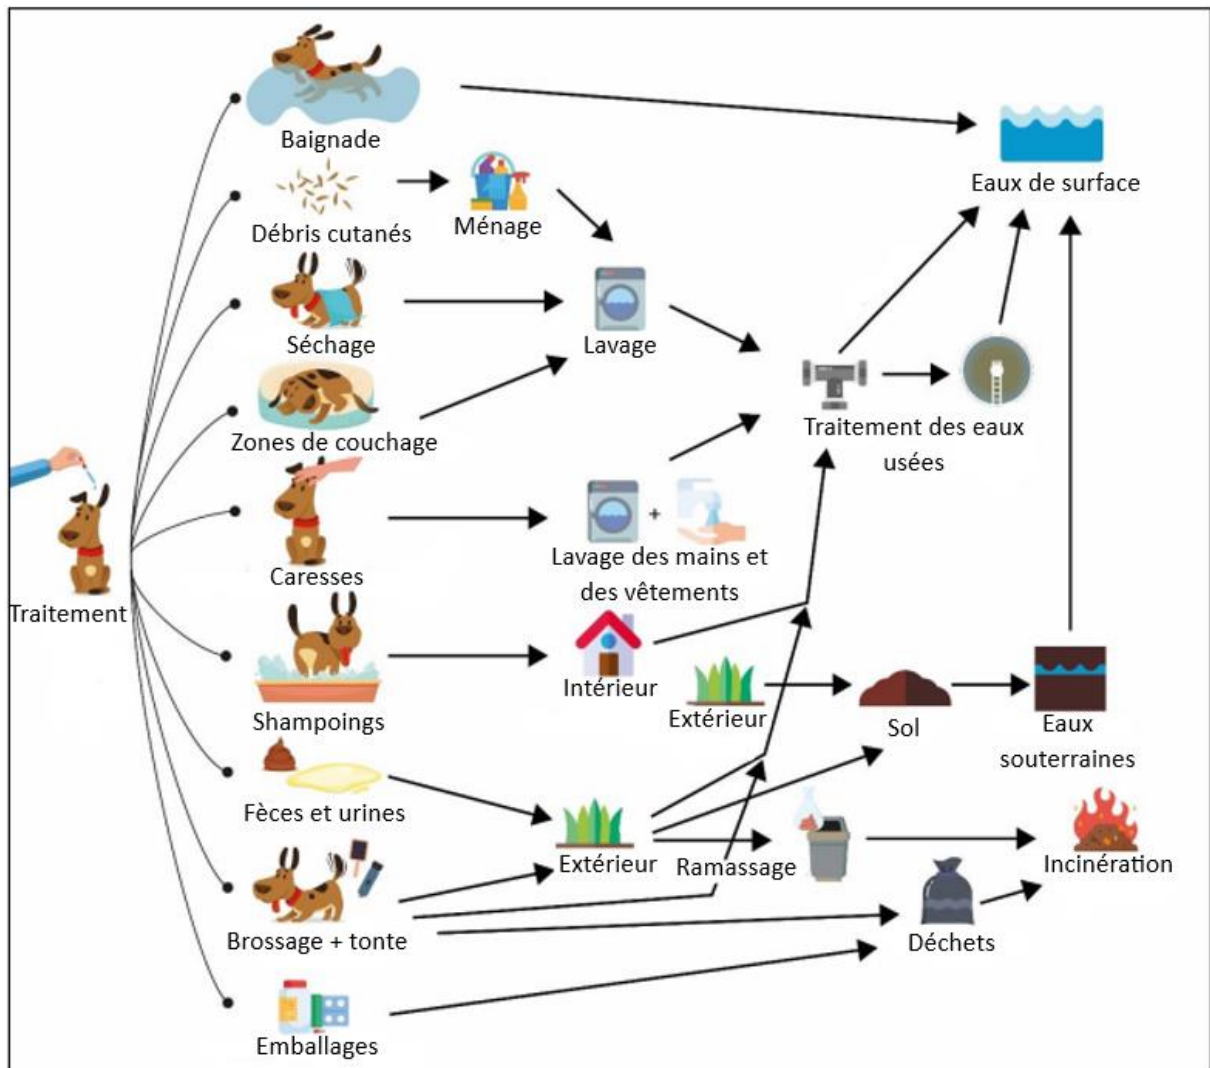 Baignade
Eaux de surface
Débris cutanés
Ménage
Séchage
Lavage
Zones de couchage
Traitement des eaux
usées
Caresses
Lavage des mains et
des vêtements
Traitement
Shampoings
Intérieur
Extérieur
Sol
Eaux
souterraines
Fèces et urines
Extérieur
Ramassage
Incinération
Brossage + tonte
Déchets
Emballages